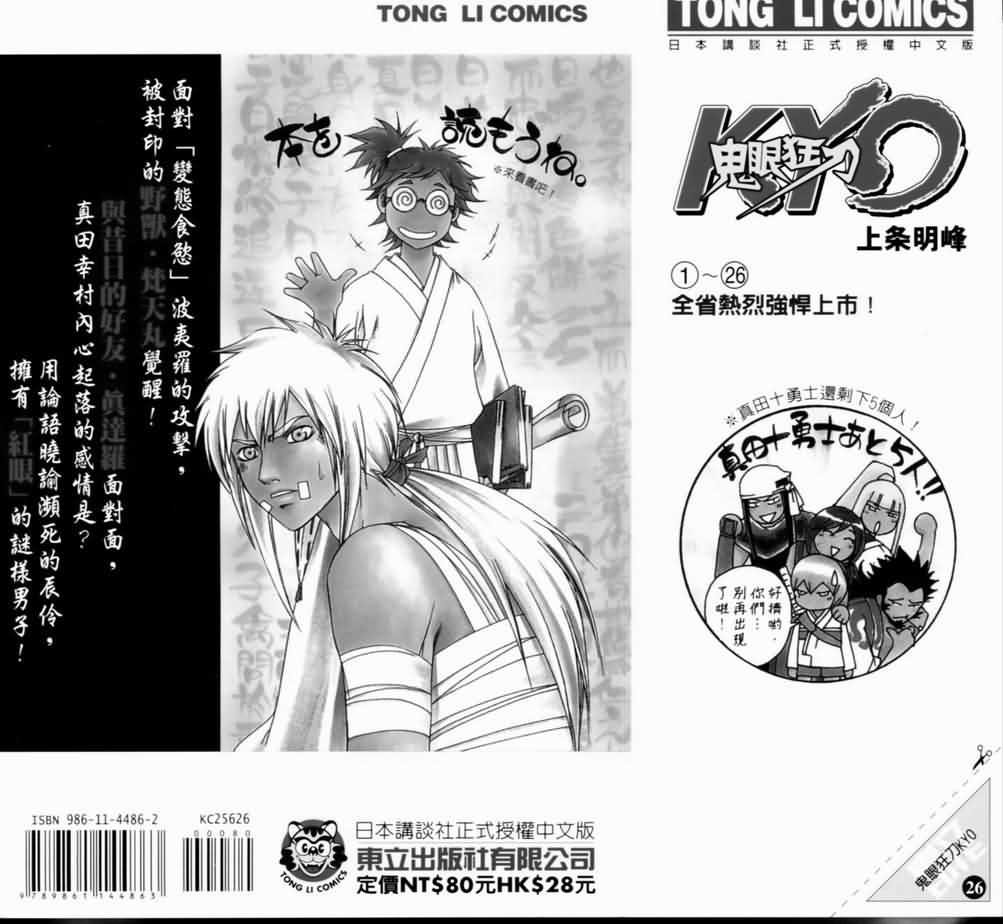 TONG LI COMICS
面對「變態食慾」波夷羅的攻擊，
被封印的野獸・梵天丸覺醒！
與昔日的好友・真達羅面對面，
真田幸村內心起落的感情是？
用論語曉諭瀕死的辰伶，
擁有「紅眼」的謎樣男子！
本を読もうね。
※來看書吧！
ISBN 986-11-4486-2
9789861144863
KC25626
00080
TONG LI COMICS
日本講談社正式授權中文版
東立出版社有限公司
定價NT$80元HK$28元
TONG LI COMICS
日本講談社正式授權中文版
KYO
鬼眼狂刀
上条明峰
①～㉖
全省熱烈強悍上市！
※真田十勇士還剩下5個人！
真田十勇士あと5人!!
好擠喲，
你們…
別再出現
了啦！
鬼眼狂刀KYO
26